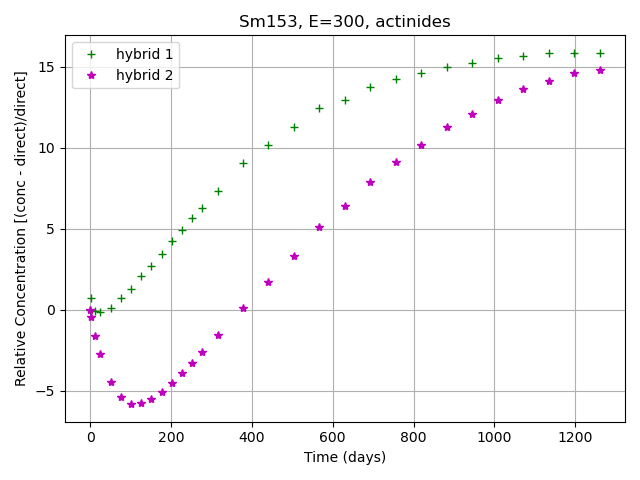 Sm153, E=300, actinides
hybrid 1
hybrid 2
Relative Concentration [(conc - direct)/direct]
15
10
5
0
−5
0 200 400 600 800 1000 1200
Time (days)